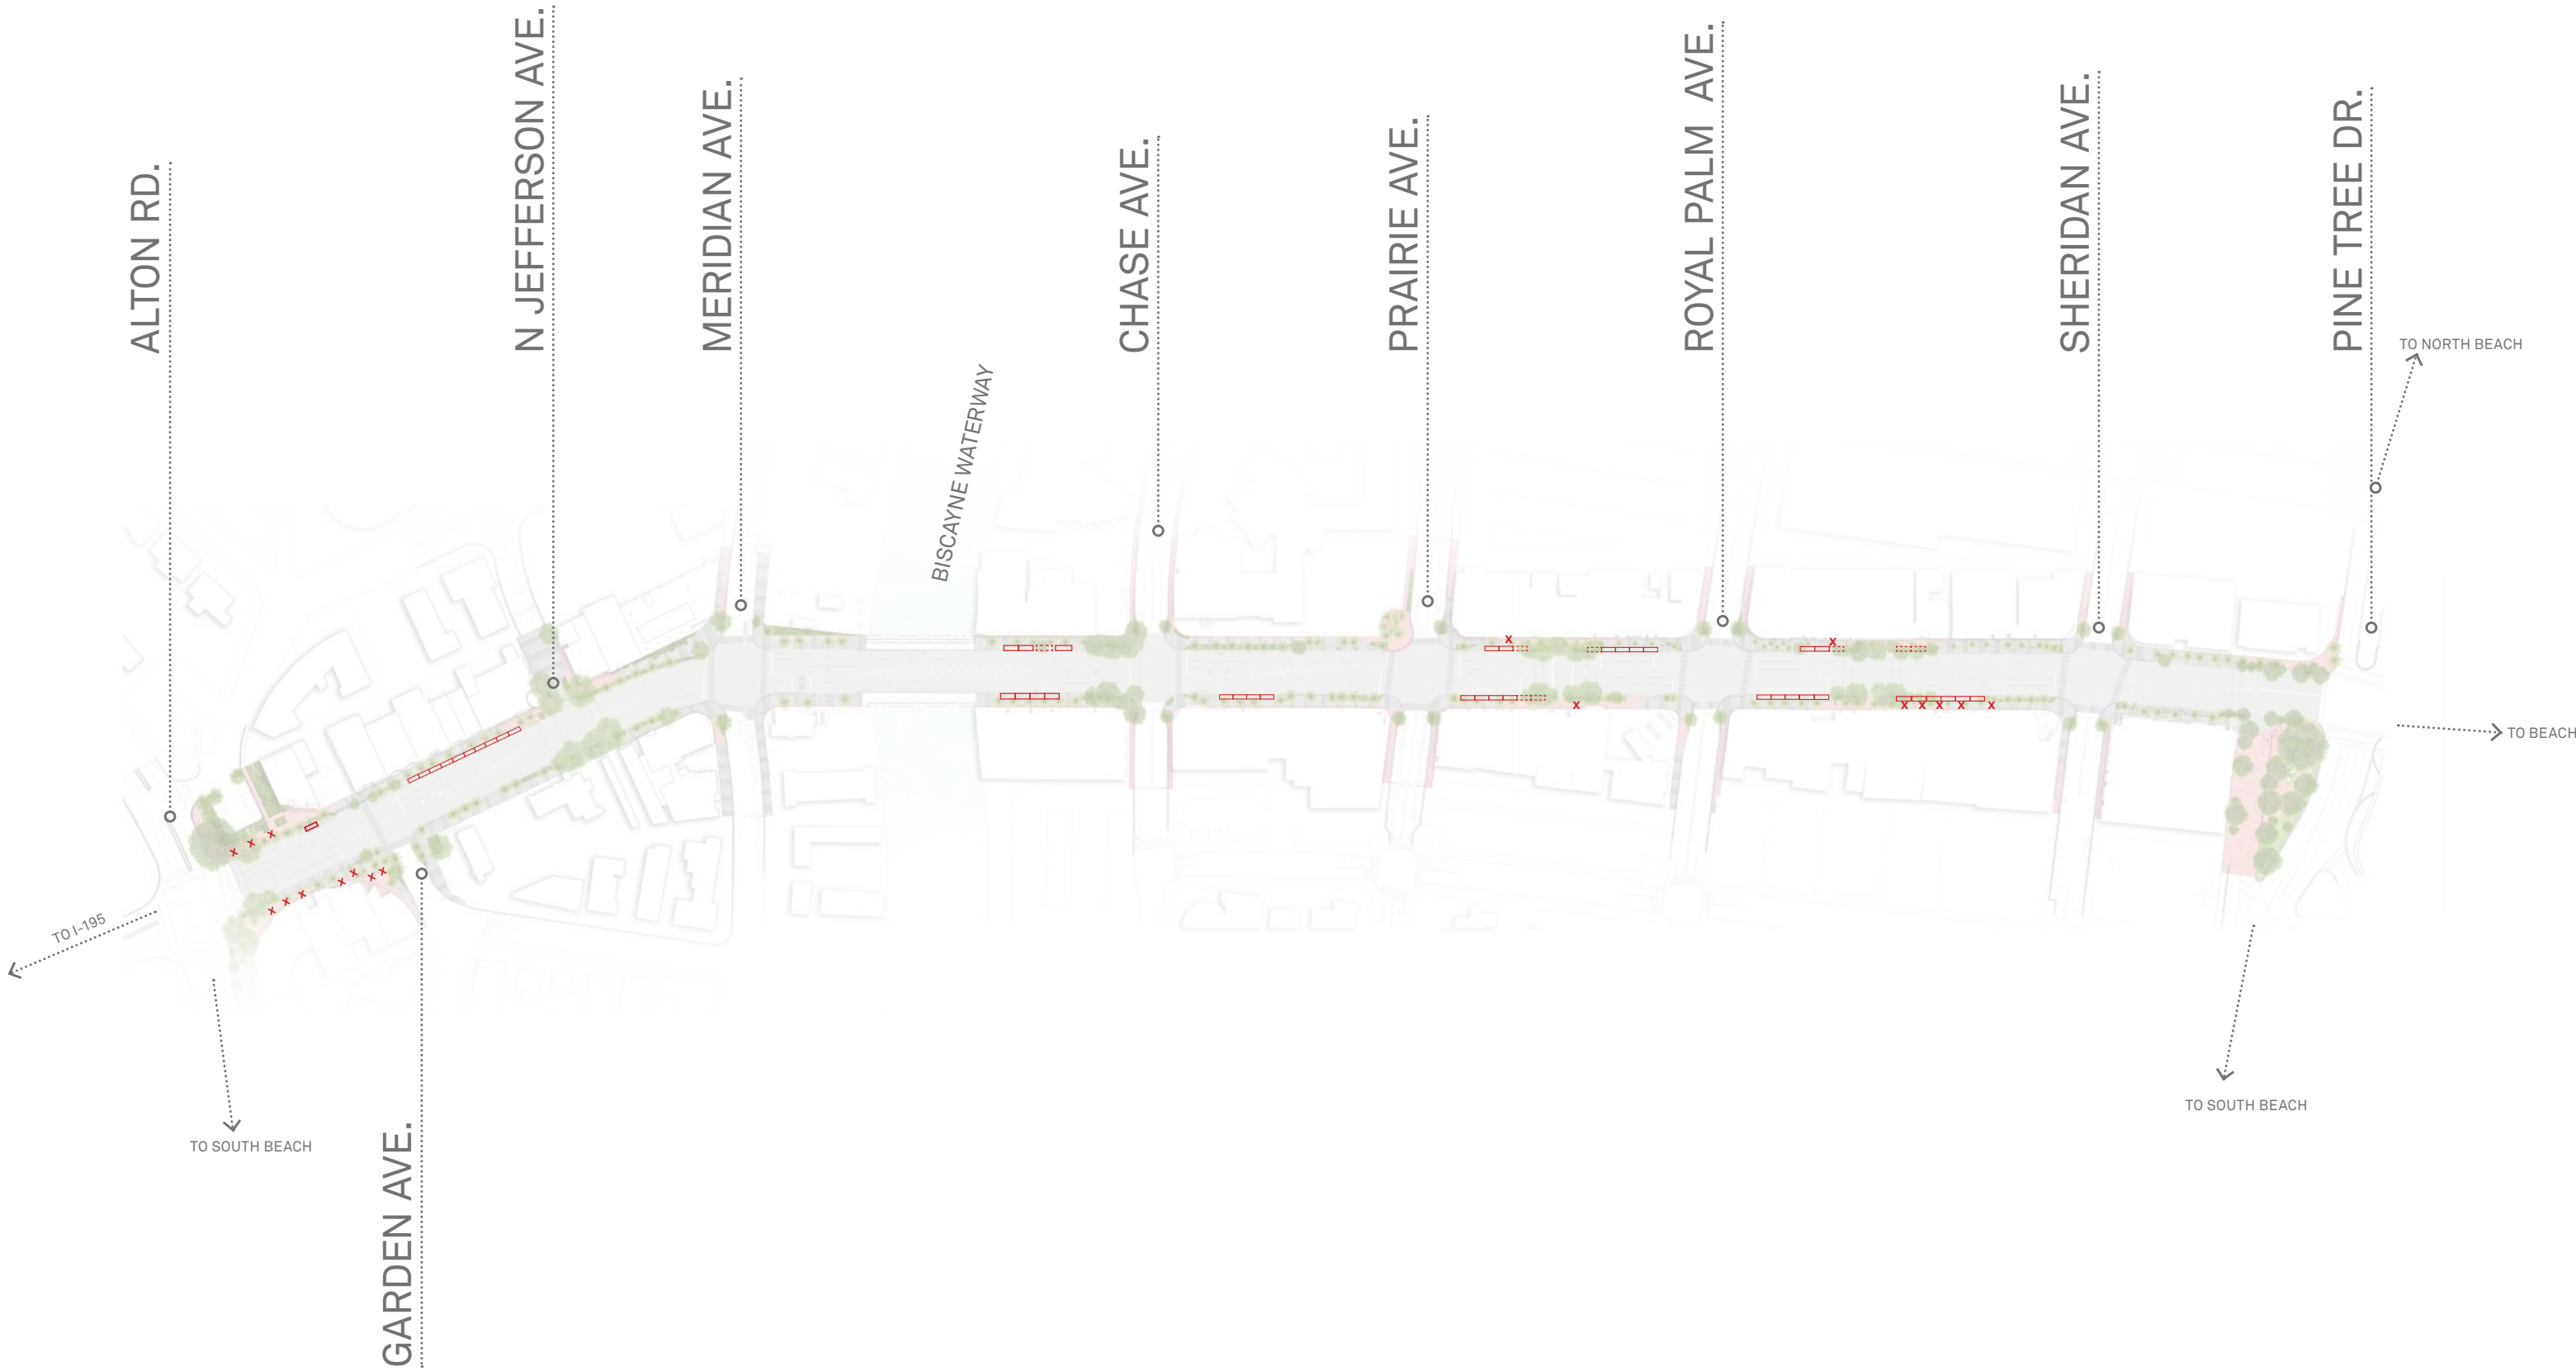 ALTON RD.
N JEFFERSON AVE.
MERIDIAN AVE.
BISCAYNE WATERWAY
CHASE AVE.
PRAIRIE AVE.
ROYAL PALM AVE.
SHERIDAN AVE.
PINE TREE DR.
TO NORTH BEACH
TO BEACH
TO I-195
TO SOUTH BEACH
GARDEN AVE.
TO SOUTH BEACH